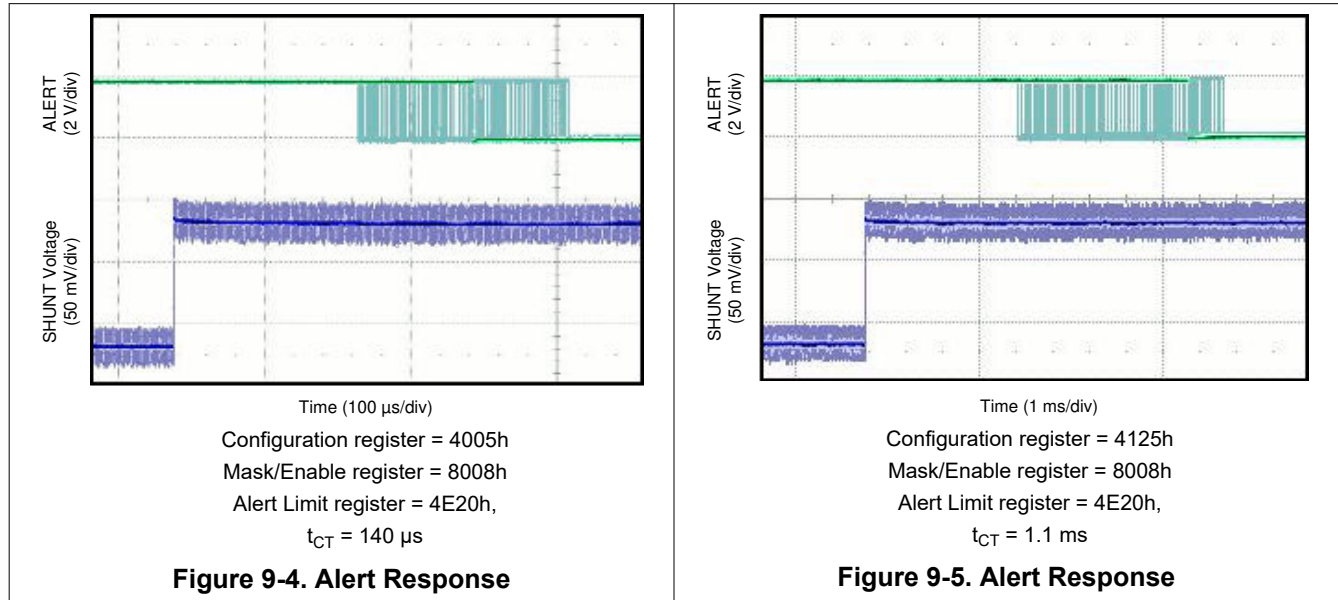 ALERT
(2 V/div)
SHUNT Voltage
(50 mV/div)
Time (100 µs/div)
Configuration register = 4005h
Mask/Enable register = 8008h
Alert Limit register = 4E20h,
tCT = 140 µs
Figure 9-4. Alert Response
ALERT
(2 V/div)
SHUNT Voltage
(50 mV/div)
Time (1 ms/div)
Configuration register = 4125h
Mask/Enable register = 8008h
Alert Limit register = 4E20h,
tCT = 1.1 ms
Figure 9-5. Alert Response